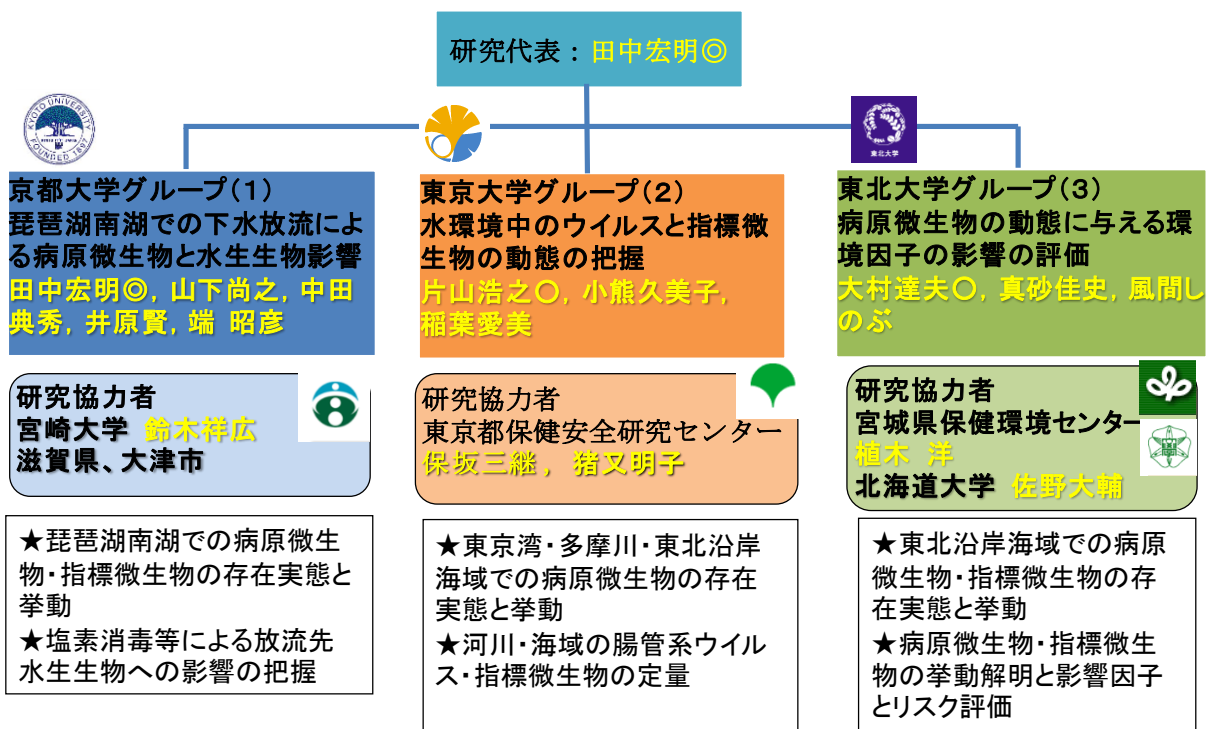 研究代表：田中宏明◎
KYOTO UNIVERSITY
FOUNDED 1897
東北大学
京都大学グループ(1)
琵琶湖南湖での下水放流によ
る病原微生物と水生生物影響
田中宏明◎, 山下尚之, 中田
典秀, 井原賢, 端 昭彦
東京大学グループ(2)
水環境中のウイルスと指標微
生物の動態の把握
片山浩之〇, 小熊久美子,
稲葉愛美
東北大学グループ(3)
病原微生物の動態に与える環
境因子の影響の評価
大村達夫〇, 真砂佳史, 風間し
のぶ
研究協力者
宮崎大学 鈴木祥広
滋賀県、大津市
研究協力者
東京都保健安全研究センター
保坂三継, 猪又明子
研究協力者
宮城県保健環境センター
植木 洋
北海道大学 佐野大輔
★琵琶湖南湖での病原微生
物・指標微生物の存在実態と
挙動
★塩素消毒等による放流先
水生生物への影響の把握
★東京湾・多摩川・東北沿岸
海域での病原微生物の存在
実態と挙動
★河川・海域の腸管系ウイル
ス・指標微生物の定量
★東北沿岸海域での病原
微生物・指標微生物の存
在実態と挙動
★病原微生物・指標微生
物の挙動解明と影響因子
とリスク評価